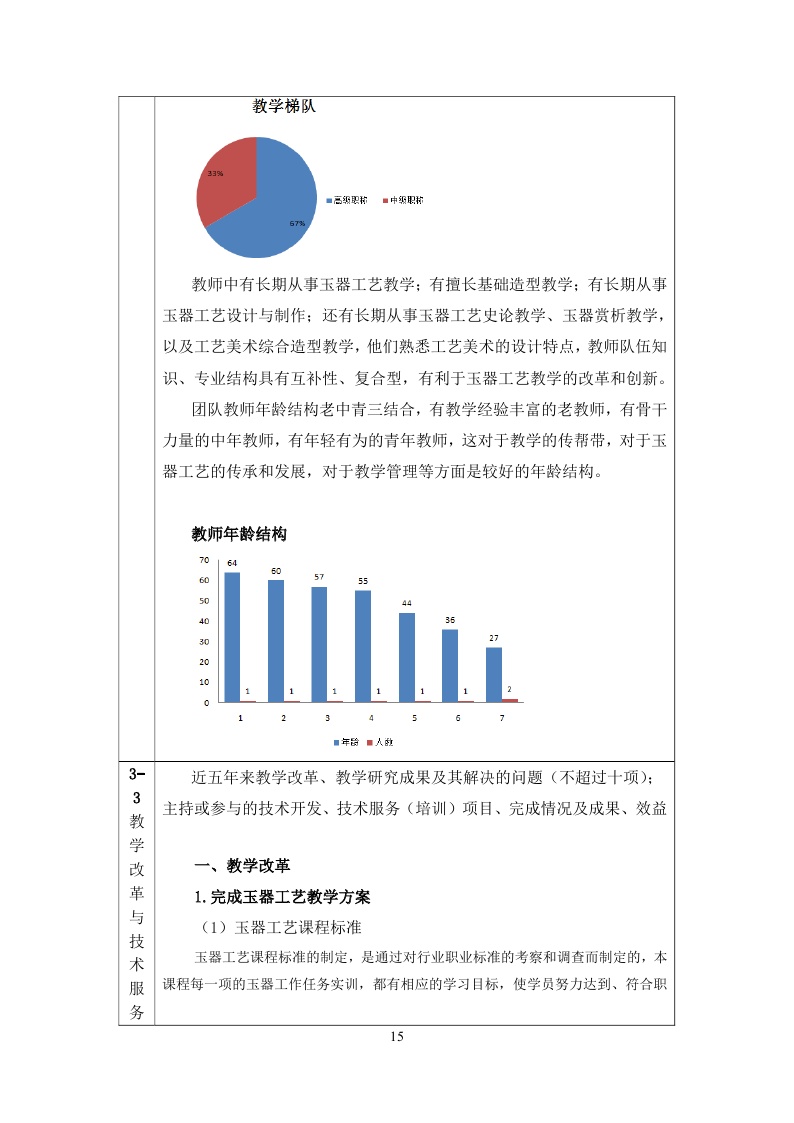 教学梯队
33%
67%
高级职称 中级职称
教师中有长期从事玉器工艺教学；有擅长基础造型教学；有长期从事
玉器工艺设计与制作；还有长期从事玉器工艺史论教学、玉器赏析教学，
以及工艺美术综合造型教学，他们熟悉工艺美术的设计特点，教师队伍知
识、专业结构具有互补性、复合型，有利于玉器工艺教学的改革和创新。
团队教师年龄结构老中青三结合，有教学经验丰富的老教师，有骨干
力量的中年教师，有年轻有为的青年教师，这对于教学的传帮带，对于玉
器工艺的传承和发展，对于教学管理等方面是较好的年龄结构。
教师年龄结构
70
60
50
40
30
20
10
0
64 60 57 55 44 36 27
1 1 1 1 1 1 2
1 2 3 4 5 6 7
年龄 人数
3-
3
教
学
改
革
与
技
术
服
务
近五年来教学改革、教学研究成果及其解决的问题（不超过十项）；
主持或参与的技术开发、技术服务（培训）项目、完成情况及成果、效益
一、教学改革
1.完成玉器工艺教学方案
（1）玉器工艺课程标准
玉器工艺课程标准的制定，是通过对行业职业标准的考察和调查而制定的，本
课程每一项的玉器工作任务实训，都有相应的学习目标，使学员努力达到、符合职
15